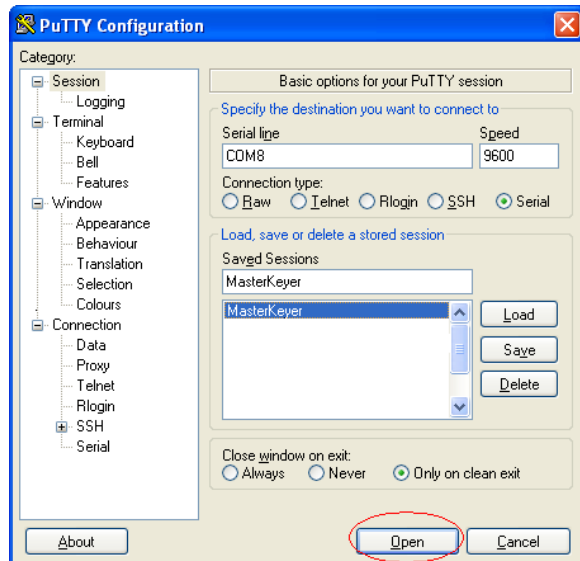 PuTTY Configuration
Category:
Session
Logging
Terminal
Keyboard
Bell
Features
Window
Appearance
Behaviour
Translation
Selection
Colours
Connection
Data
Proxy
Telnet
Rlogin
SSH
Serial
Basic options for your PuTTY session
Specify the destination you want to connect to
Serial line Speed
COM8 9600
Connection type:
Raw Telnet Rlogin SSH Serial
Load, save or delete a stored session
Saved Sessions
MasterKeyer
MasterKeyer
Load
Save
Delete
Close window on exit:
Always Never Only on clean exit
About Open Cancel